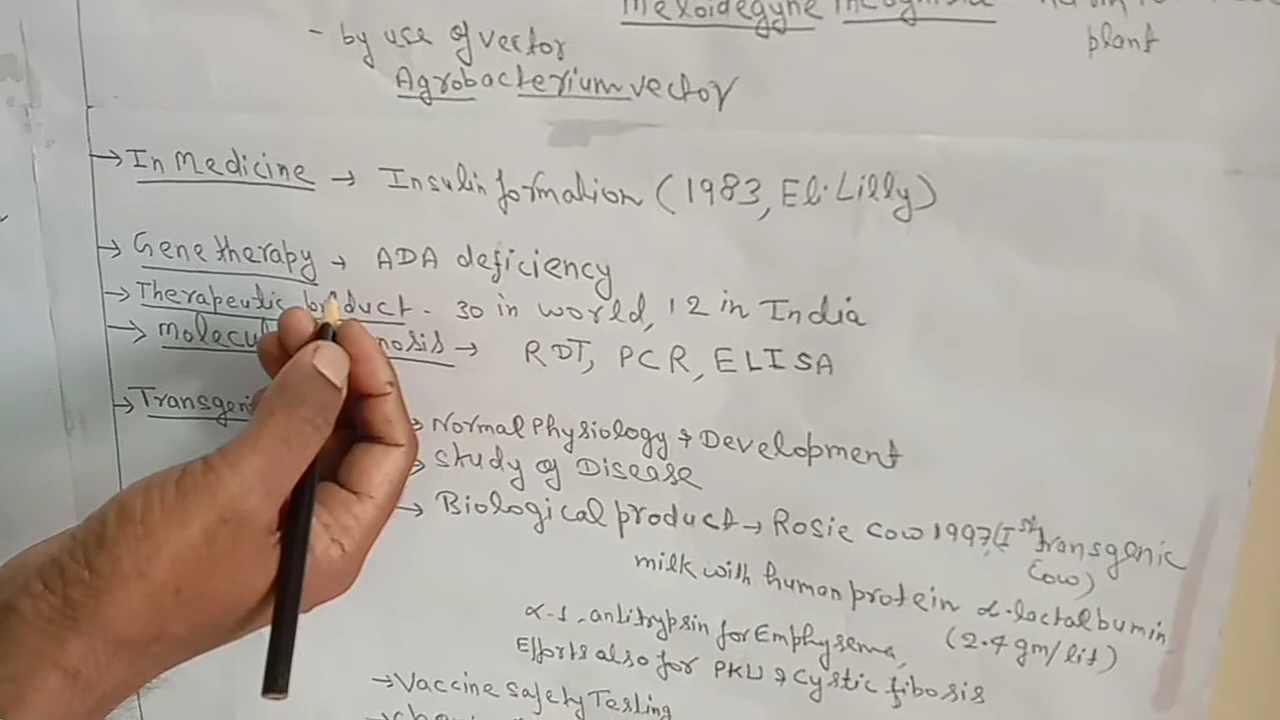 Meloidegyne
- by use of vector
plant
Agrobacterium vector
→ In Medicine → Insulin formation (1983, Eli Lilly)
→ Gene therapy → ADA deficiency
→ Therapeutic product - 30 in world, 12 in India
→ RDT, PCR, ELISA
→ Normal Physiology & Development
→ Study of Disease
→ Biological product → Rosie Cow 1997, (Ist transgenic cow)
milk with human protein α-lactalbumin
(2.4 gm/lit)
α-1, antitrypsin for Emphysema,
Efforts also for PKU & Cystic fibosis
→ Vaccine Safety Testing